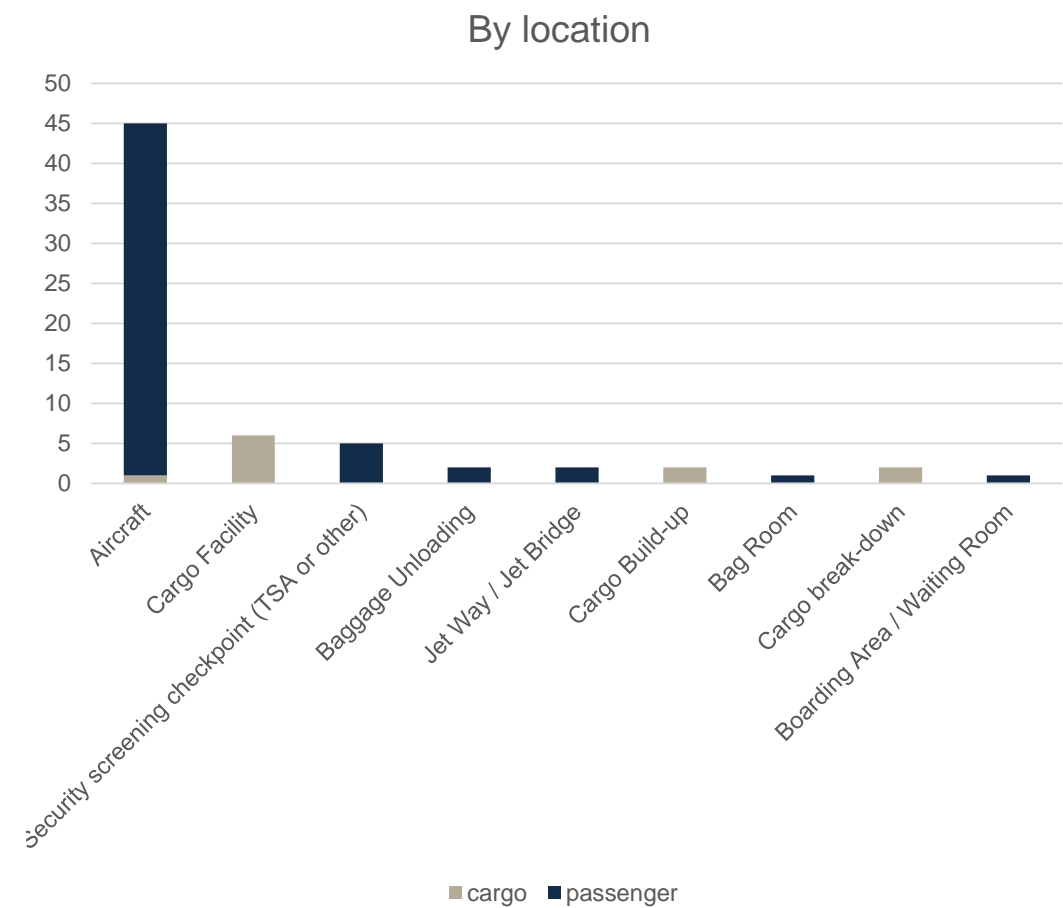 By location
50
45
40
35
30
25
20
15
10
5
0
Aircraft
Cargo Facility
Security screening checkpoint (TSA or other)
Baggage Unloading
Jet Way / Jet Bridge
Cargo Build-up
Bag Room
Cargo break-down
Boarding Area / Waiting Room
cargo passenger